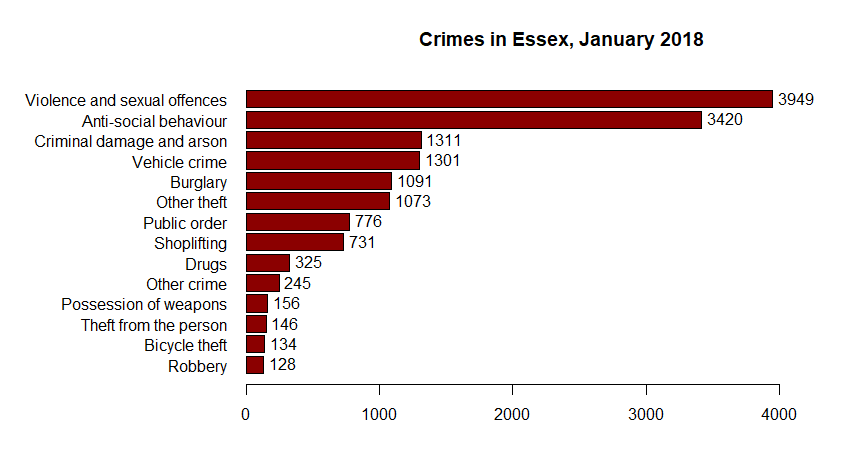 Crimes in Essex, January 2018
Violence and sexual offences 3949
Anti-social behaviour 3420
Criminal damage and arson 1311
Vehicle crime 1301
Burglary 1091
Other theft 1073
Public order 776
Shoplifting 731
Drugs 325
Other crime 245
Possession of weapons 156
Theft from the person 146
Bicycle theft 134
Robbery 128
0 1000 2000 3000 4000